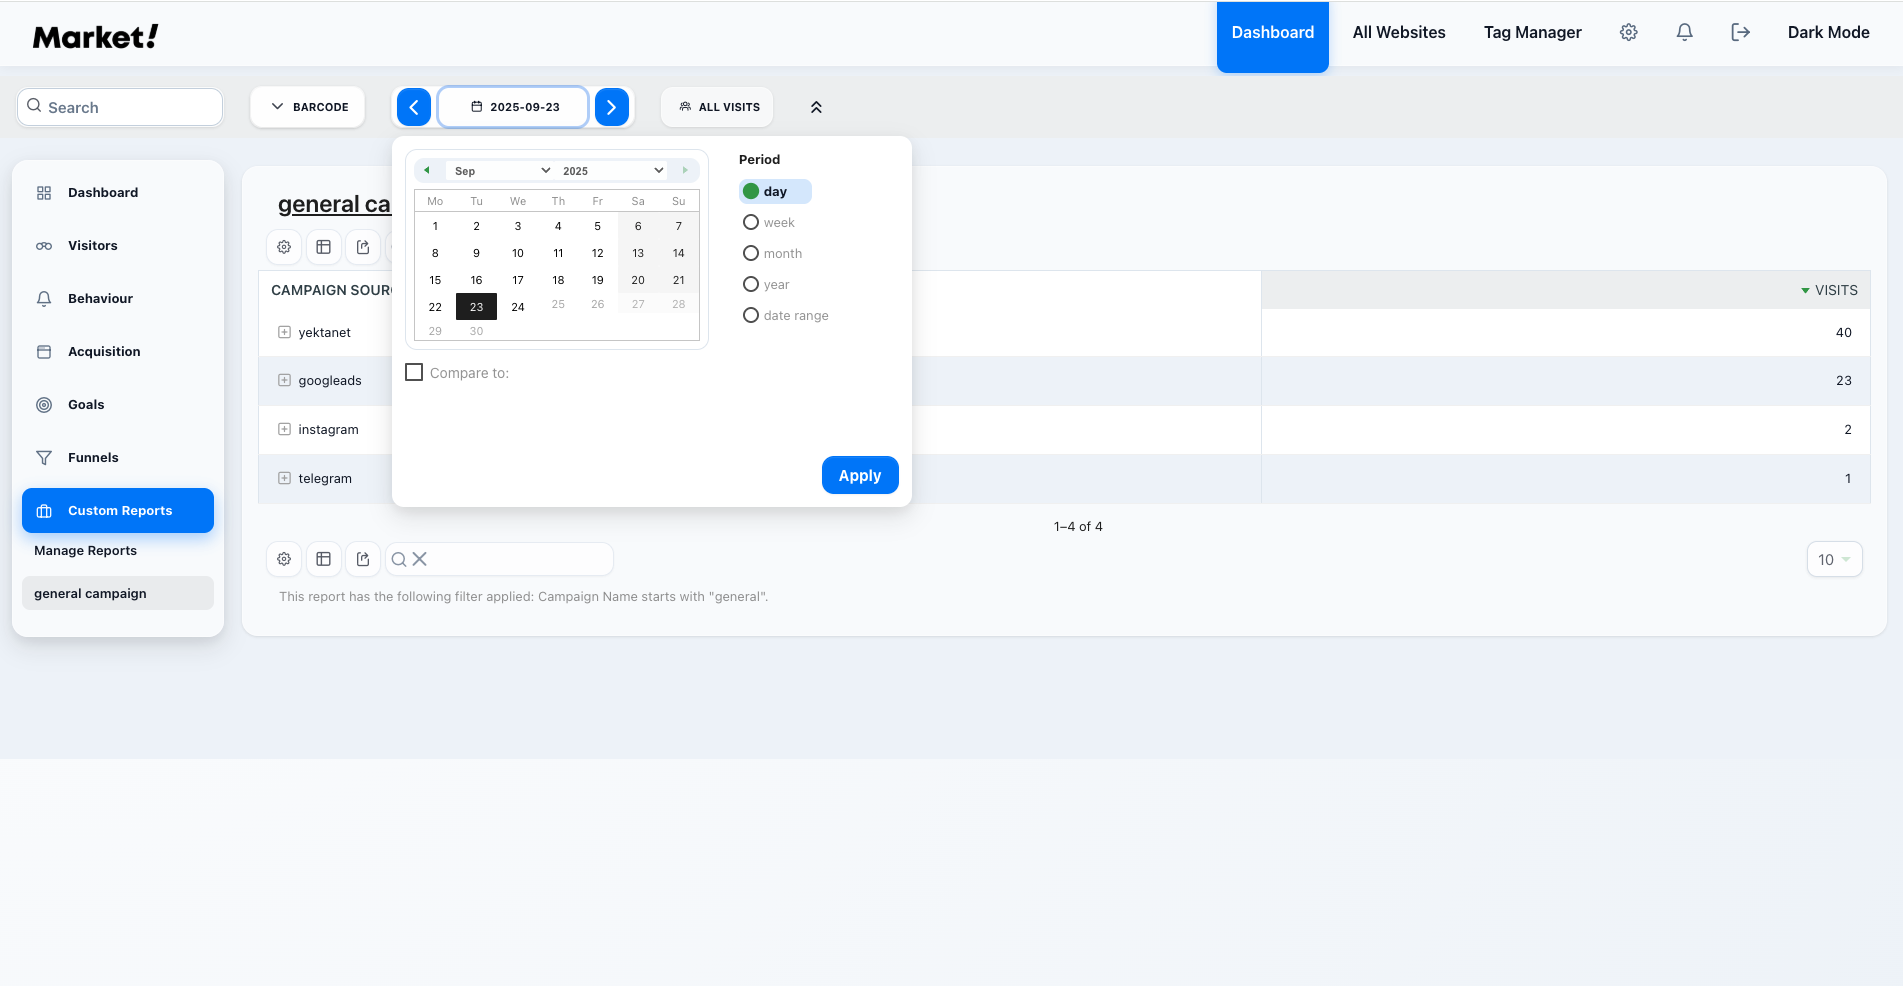 Market!
Dashboard
All Websites
Tag Manager
Dark Mode
Search
BARCODE
2025-09-23
ALL VISITS
Dashboard
Visitors
Behaviour
Acquisition
Goals
Funnels
Custom Reports
Manage Reports
general campaign
general ca
Sep 2025
Mo Tu We Th Fr Sa Su
1 2 3 4 5 6 7
8 9 10 11 12 13 14
15 16 17 18 19 20 21
22 23 24 25 26 27 28
29 30
Compare to:
Period
day
week
month
year
date range
Apply
CAMPAIGN SOUR VISITS
yektanet 40
googleads 23
instagram 2
telegram 1
1–4 of 4
10
This report has the following filter applied: Campaign Name starts with "general".